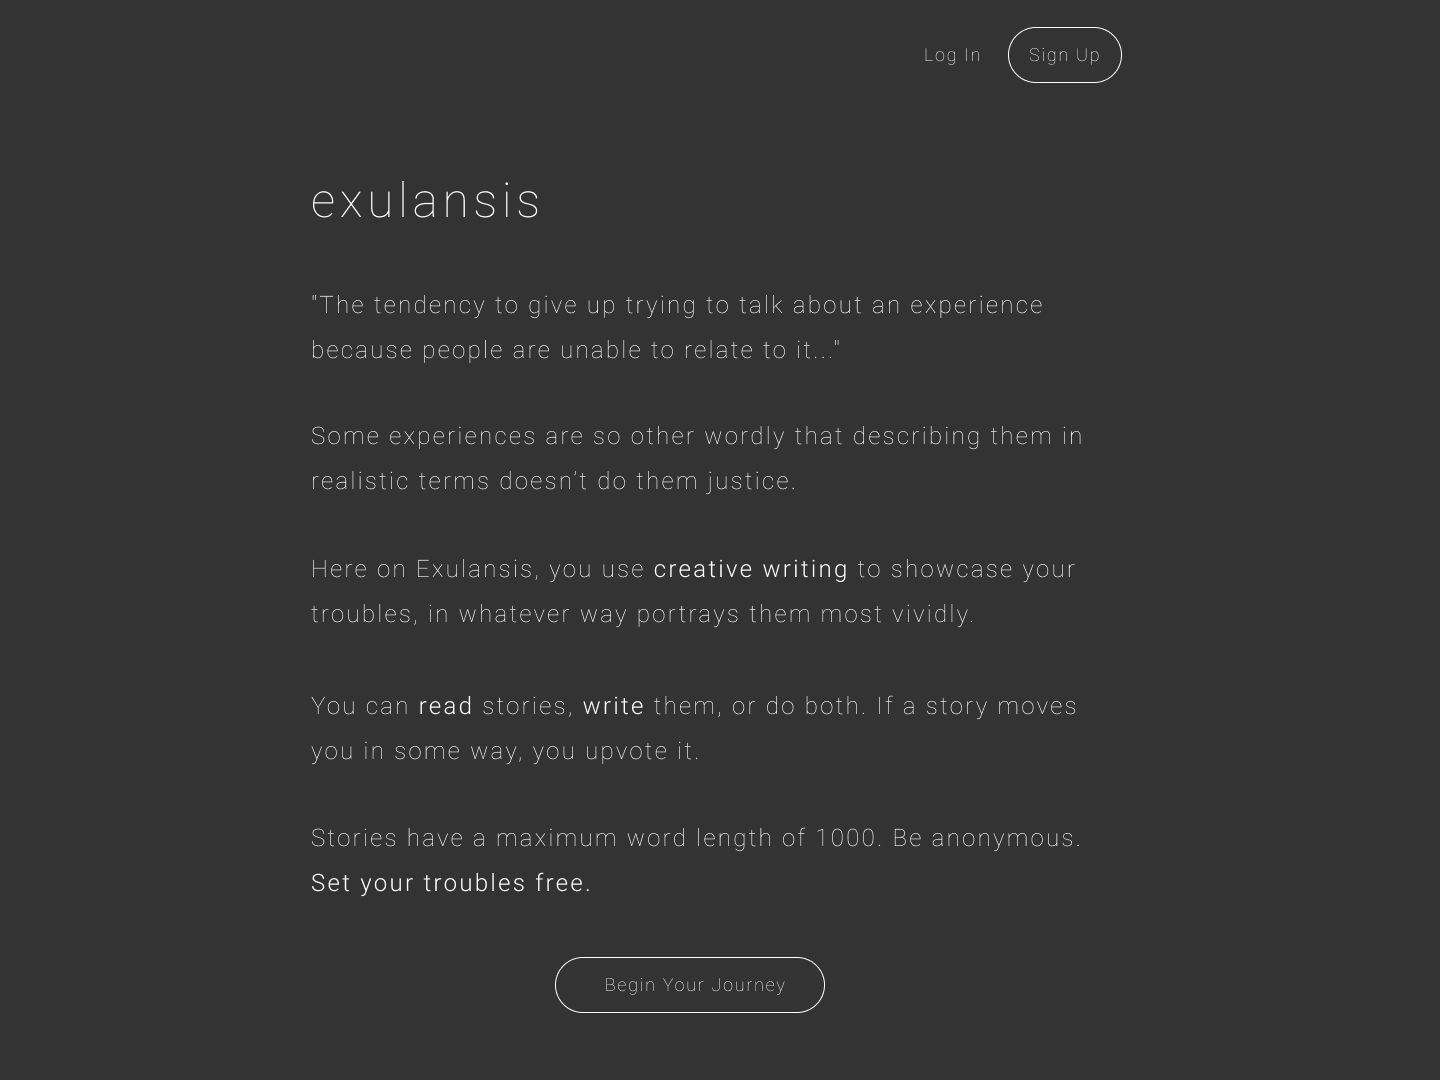 Log In
Sign Up
exulansis
"The tendency to give up trying to talk about an experience
because people are unable to relate to it..."
Some experiences are so other wordly that describing them in
realistic terms doesn’t do them justice.
Here on Exulansis, you use creative writing to showcase your
troubles, in whatever way portrays them most vividly.
You can read stories, write them, or do both. If a story moves
you in some way, you upvote it.
Stories have a maximum word length of 1000. Be anonymous.
Set your troubles free.
Begin Your Journey